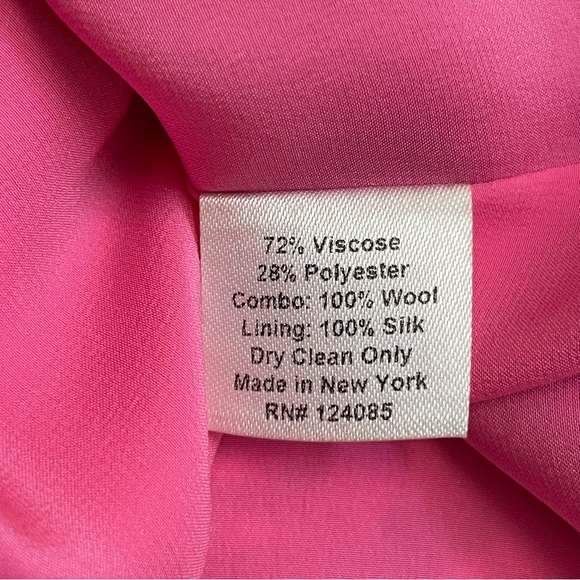 72% Viscose
28% Polyester
Combo: 100% Wool
Lining: 100% Silk
Dry Clean Only
Made in New York
RN# 124085